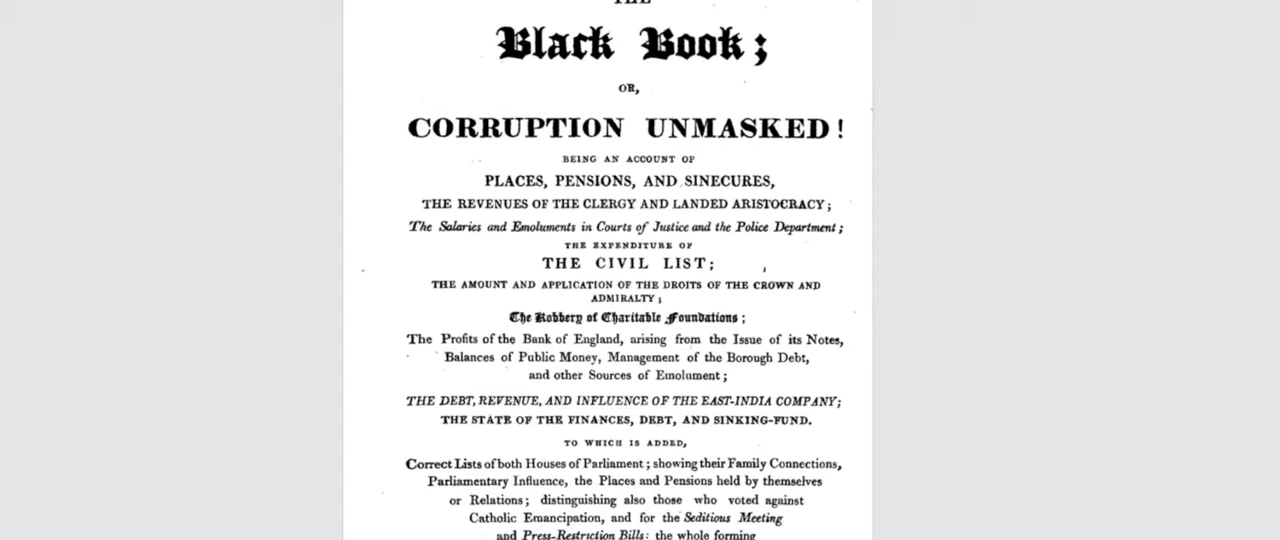 Black Book;
OR,
CORRUPTION UNMASKED!
BEING AN ACCOUNT OF
PLACES, PENSIONS, AND SINECURES,
THE REVENUES OF THE CLERGY AND LANDED ARISTOCRACY;
The Salaries and Emoluments in Courts of Justice and the Police Department;
THE EXPENDITURE OF
THE CIVIL LIST;
THE AMOUNT AND APPLICATION OF THE DROITS OF THE CROWN AND
ADMIRALTY;
The Robbery of Charitable Foundations;
The Profits of the Bank of England, arising from the Issue of its Notes,
Balances of Public Money, Management of the Borough Debt,
and other Sources of Emolument;
THE DEBT, REVENUE, AND INFLUENCE OF THE EAST-INDIA COMPANY;
THE STATE OF THE FINANCES, DEBT, AND SINKING-FUND.
TO WHICH IS ADDED,
Correct Lists of both Houses of Parliament; showing their Family Connections,
Parliamentary Influence, the Places and Pensions held by themselves
or Relations; distinguishing also those who voted against
Catholic Emancipation, and for the Seditious Meeting
and Press-Restriction Bills: the whole forming